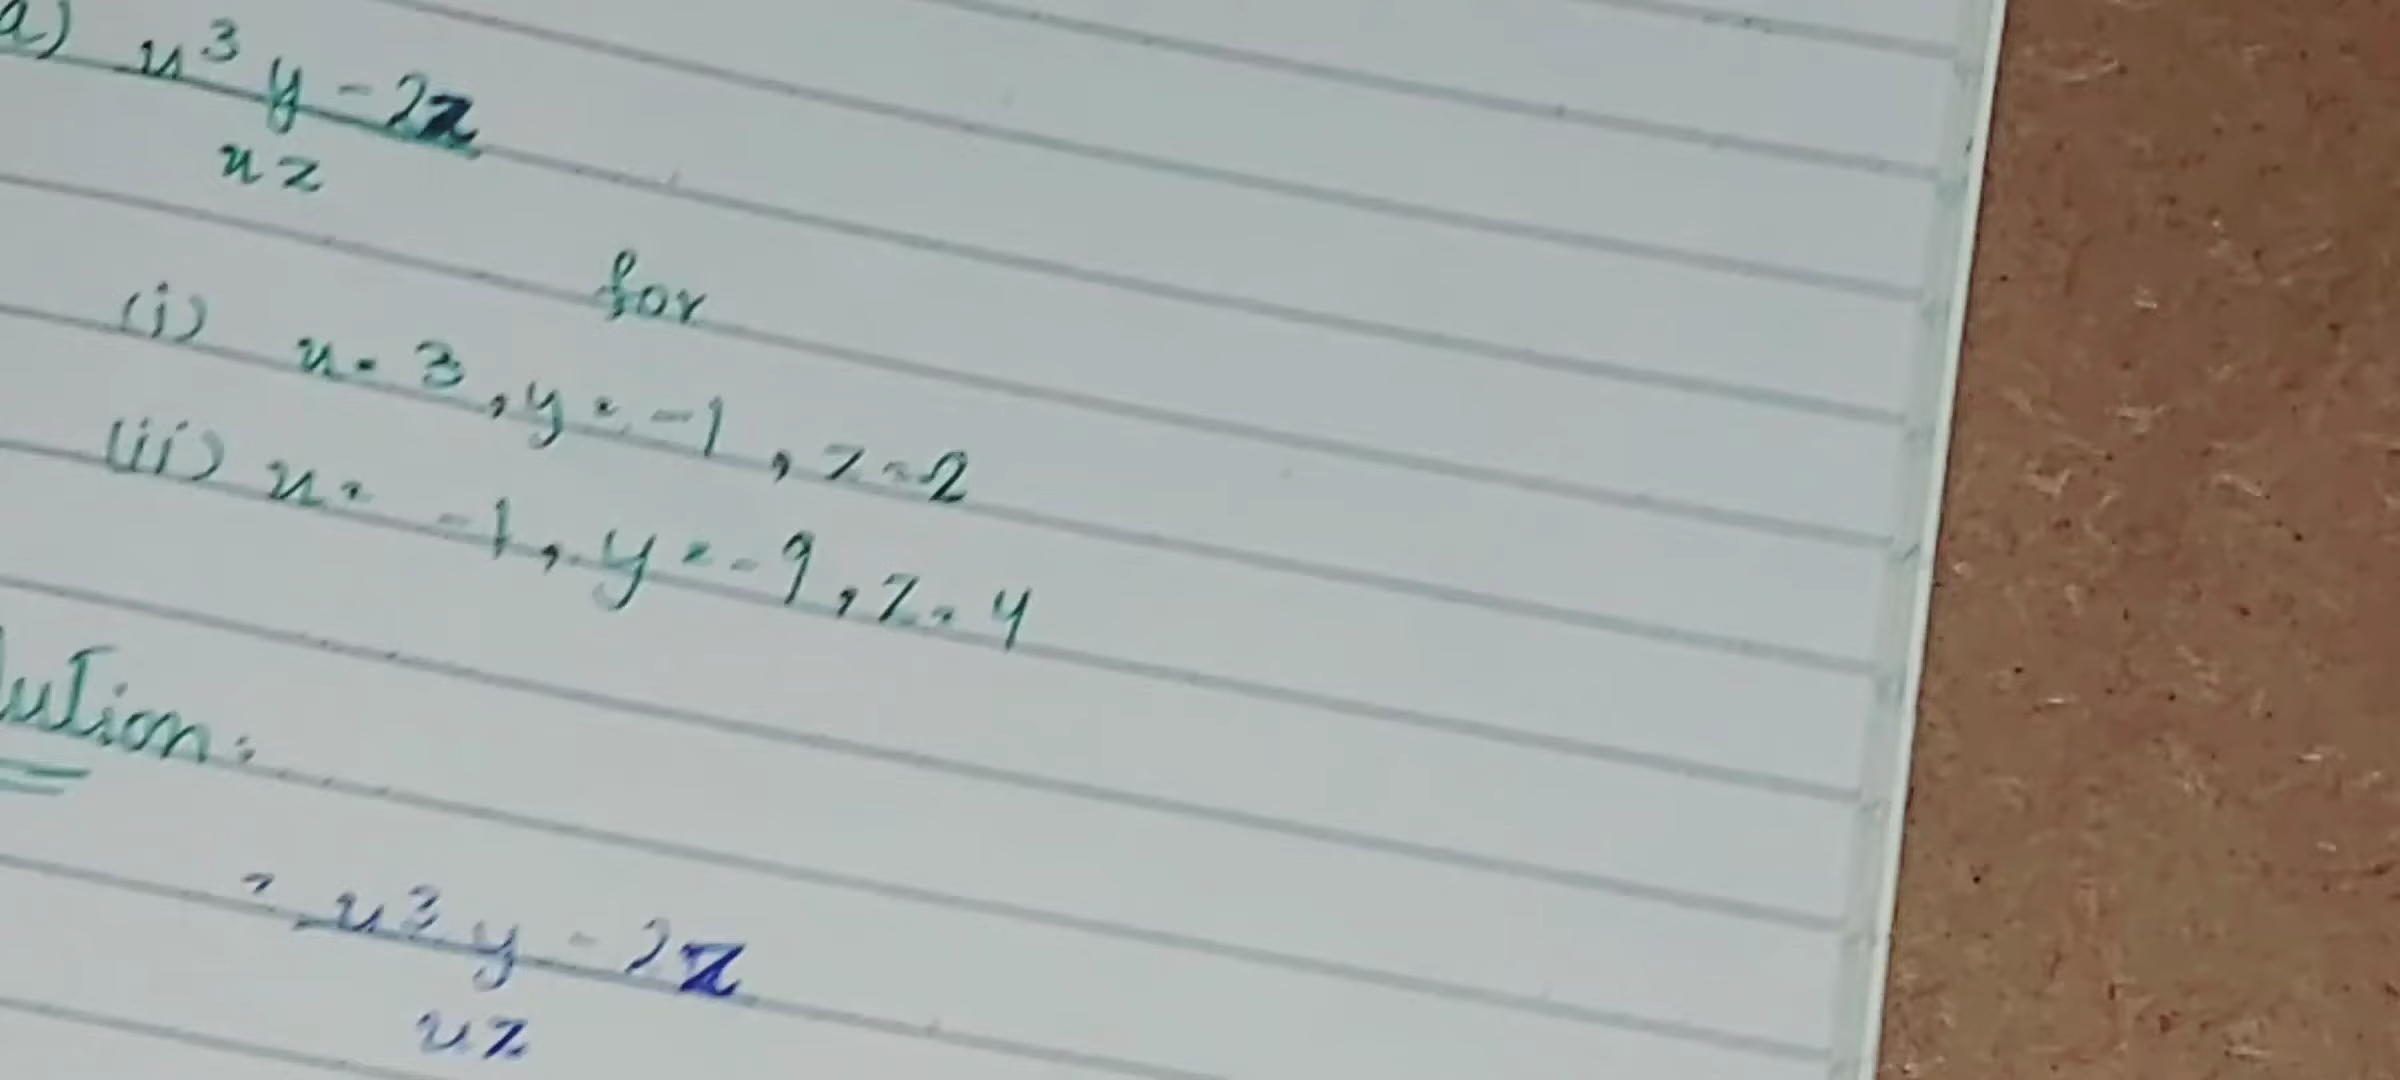 a) x³y - 2z
xz
for
(i) x = 3, y = -1, z = 2
(ii) x = -1, y = -9, z = 4
lution:
= x³y - 2z
xz